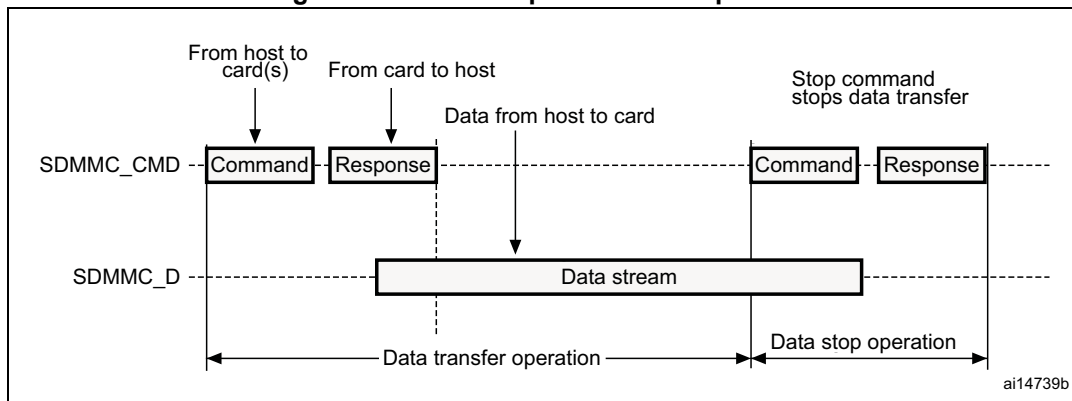 From host to
card(s)
From card to host
Data from host to card
Stop command
stops data transfer
SDMMC_CMD
Command
Response
Command
Response
SDMMC_D
Data stream
Data transfer operation
Data stop operation
ai14739b